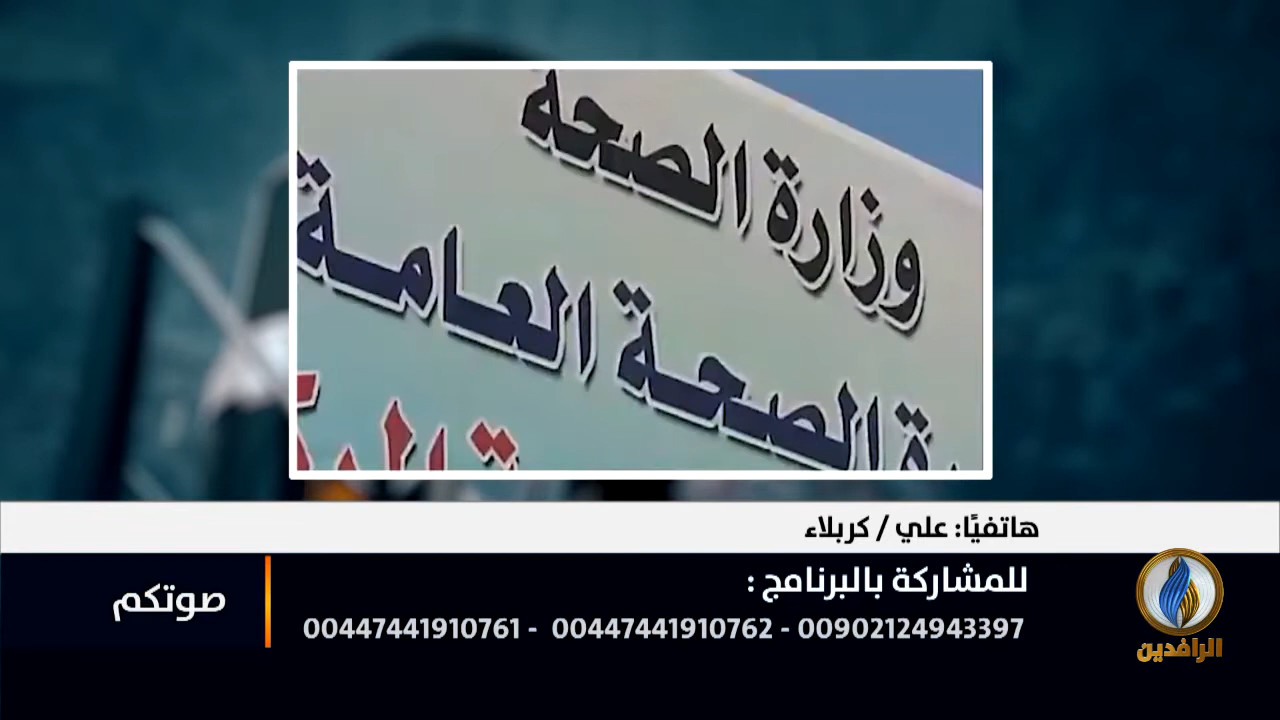 وزارة الصحة
الصحة العامة
هاتفيًا: علي / كربلاء
للمشاركة بالبرنامج :
00447441910761 - 00447441910762 - 00902124943397
صوتكم
الرافدين